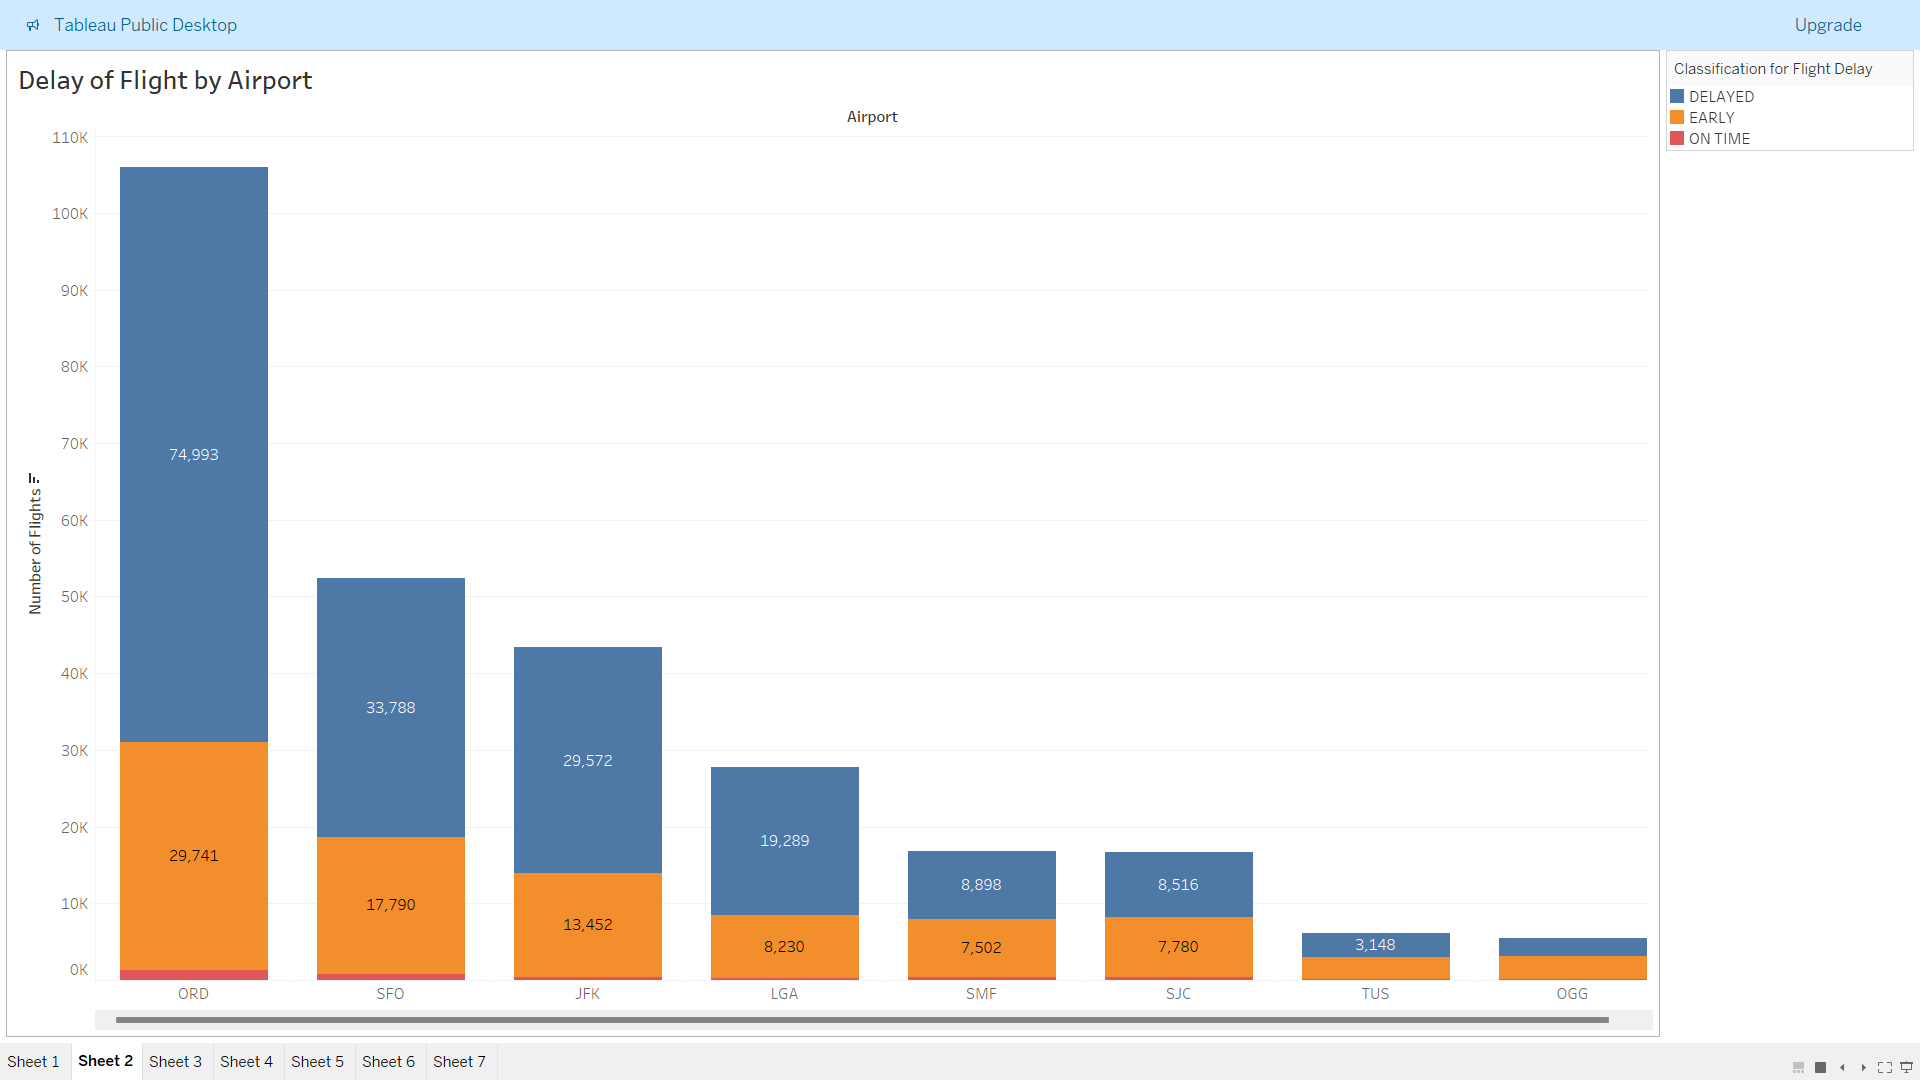 Tableau Public Desktop
Upgrade
Delay of Flight by Airport
Classification for Flight Delay
DELAYED
EARLY
ON TIME
Airport
Number of Flights
110K
100K
90K
80K
70K
60K
50K
40K
30K
20K
10K
0K
74,993
29,741
33,788
17,790
29,572
13,452
19,289
8,230
8,898
7,502
8,516
7,780
3,148
ORD SFO JFK LGA SMF SJC TUS OGG
Sheet 1 Sheet 2 Sheet 3 Sheet 4 Sheet 5 Sheet 6 Sheet 7